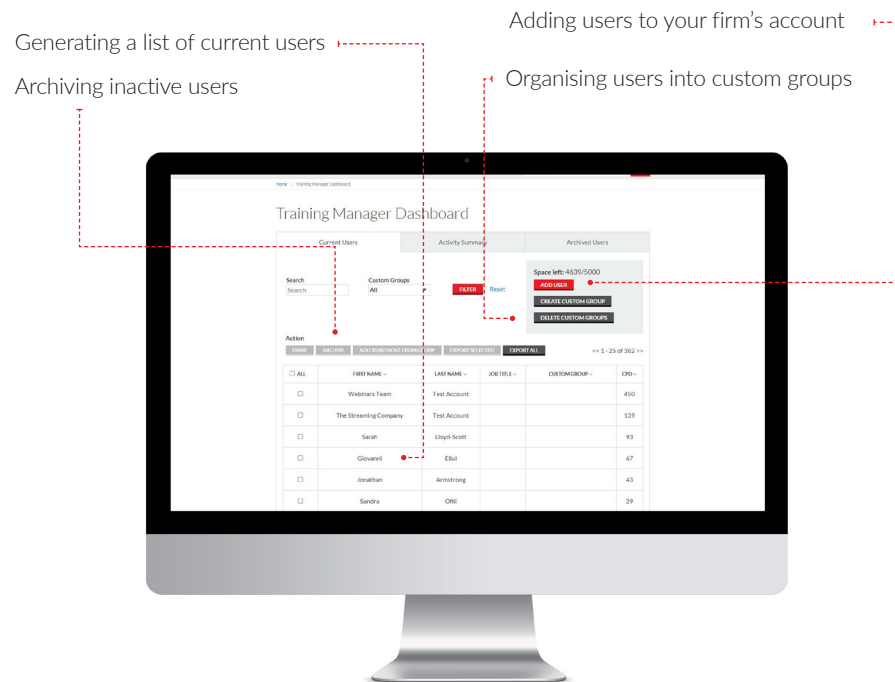 Adding users to your firm’s account
Generating a list of current users
Archiving inactive users
Organising users into custom groups
Home | Training Manager Dashboard
Training Manager Dashboard
Current Users Activity Summary Archived Users
Space left: 4639/5000
Search Custom Groups
Search All FILTER Reset ADD USER
CREATE CUSTOM GROUP
DELETE CUSTOM GROUPS
Action
EMAIL ARCHIVE ADD TO/REMOVE FROM GROUP EXPORT SELECTED EXPORT ALL << 1 - 25 of 362 >>
ALL FIRST NAME LAST NAME JOB TITLE CUSTOM GROUP CPD
Webinars Team Test Account 450
The Streaming Company Test Account 139
Sarah Lloyd-Scott 93
Giovanni Ellul 67
Jonathan Armstrong 43
Sandra Ofili 29